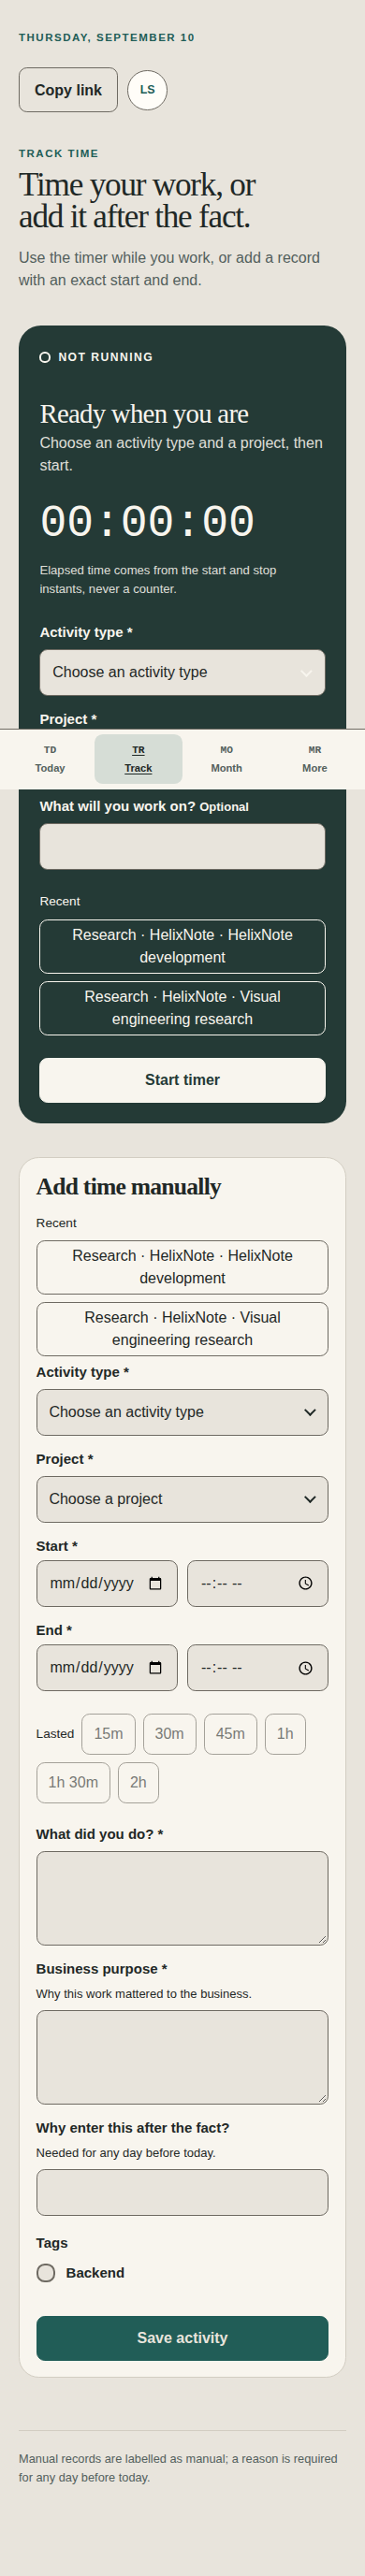 THURSDAY, SEPTEMBER 10
Copy link
LS
TRACK TIME
Time your work, or
add it after the fact.
Use the timer while you work, or add a record
with an exact start and end.
NOT RUNNING
Ready when you are
Choose an activity type and a project, then
start.
00:00:00
Elapsed time comes from the start and stop
instants, never a counter.
Activity type *
Choose an activity type
Project *
TD
Today
TR
Track
MO
Month
MR
More
What will you work on? Optional
Recent
Research · HelixNote · HelixNote
development
Research · HelixNote · Visual
engineering research
Start timer
Add time manually
Recent
Research · HelixNote · HelixNote
development
Research · HelixNote · Visual
engineering research
Activity type *
Choose an activity type
Project *
Choose a project
Start *
mm/dd/yyyy --:-- --
End *
mm/dd/yyyy --:-- --
Lasted 15m 30m 45m 1h
1h 30m 2h
What did you do? *
Business purpose *
Why this work mattered to the business.
Why enter this after the fact?
Needed for any day before today.
Tags
Backend
Save activity
Manual records are labelled as manual; a reason is required
for any day before today.